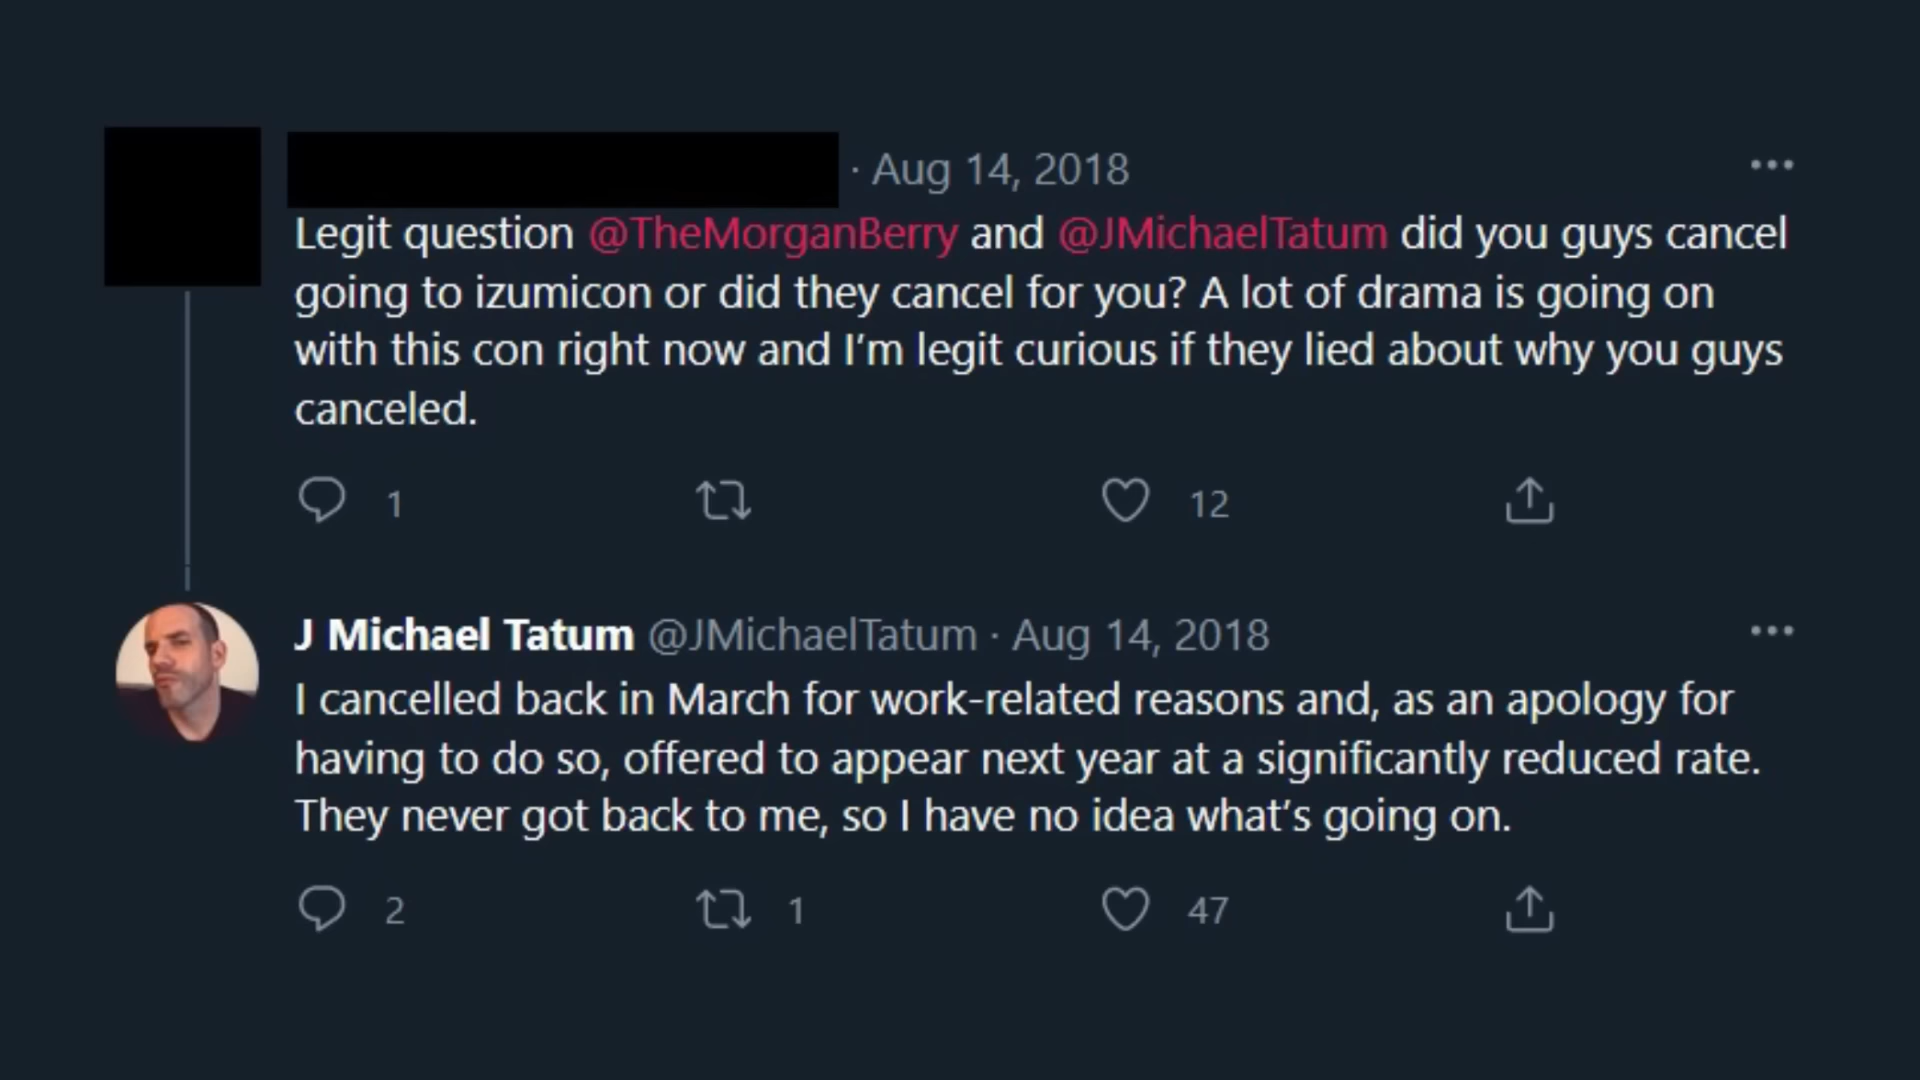 · Aug 14, 2018
Legit question @TheMorganBerry and @JMichaelTatum did you guys cancel
going to izumicon or did they cancel for you? A lot of drama is going on
with this con right now and I’m legit curious if they lied about why you guys
canceled.
1
12
J Michael Tatum @JMichaelTatum · Aug 14, 2018
I cancelled back in March for work-related reasons and, as an apology for
having to do so, offered to appear next year at a significantly reduced rate.
They never got back to me, so I have no idea what’s going on.
2
1
47